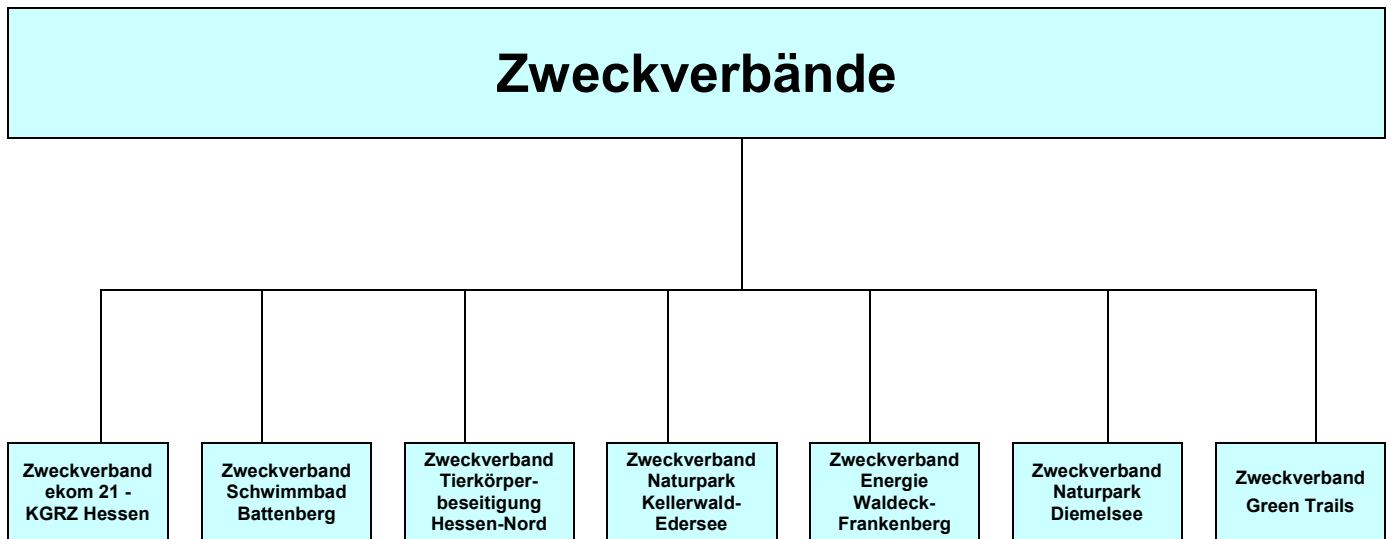 Zweckverbände
Zweckverband
ekom 21 -
KGRZ Hessen
Zweckverband
Schwimmbad
Battenberg
Zweckverband
Tierkörper-
beseitigung
Hessen-Nord
Zweckverband
Naturpark
Kellerwald-
Edersee
Zweckverband
Energie
Waldeck-
Frankenberg
Zweckverband
Naturpark
Diemelsee
Zweckverband
Green Trails